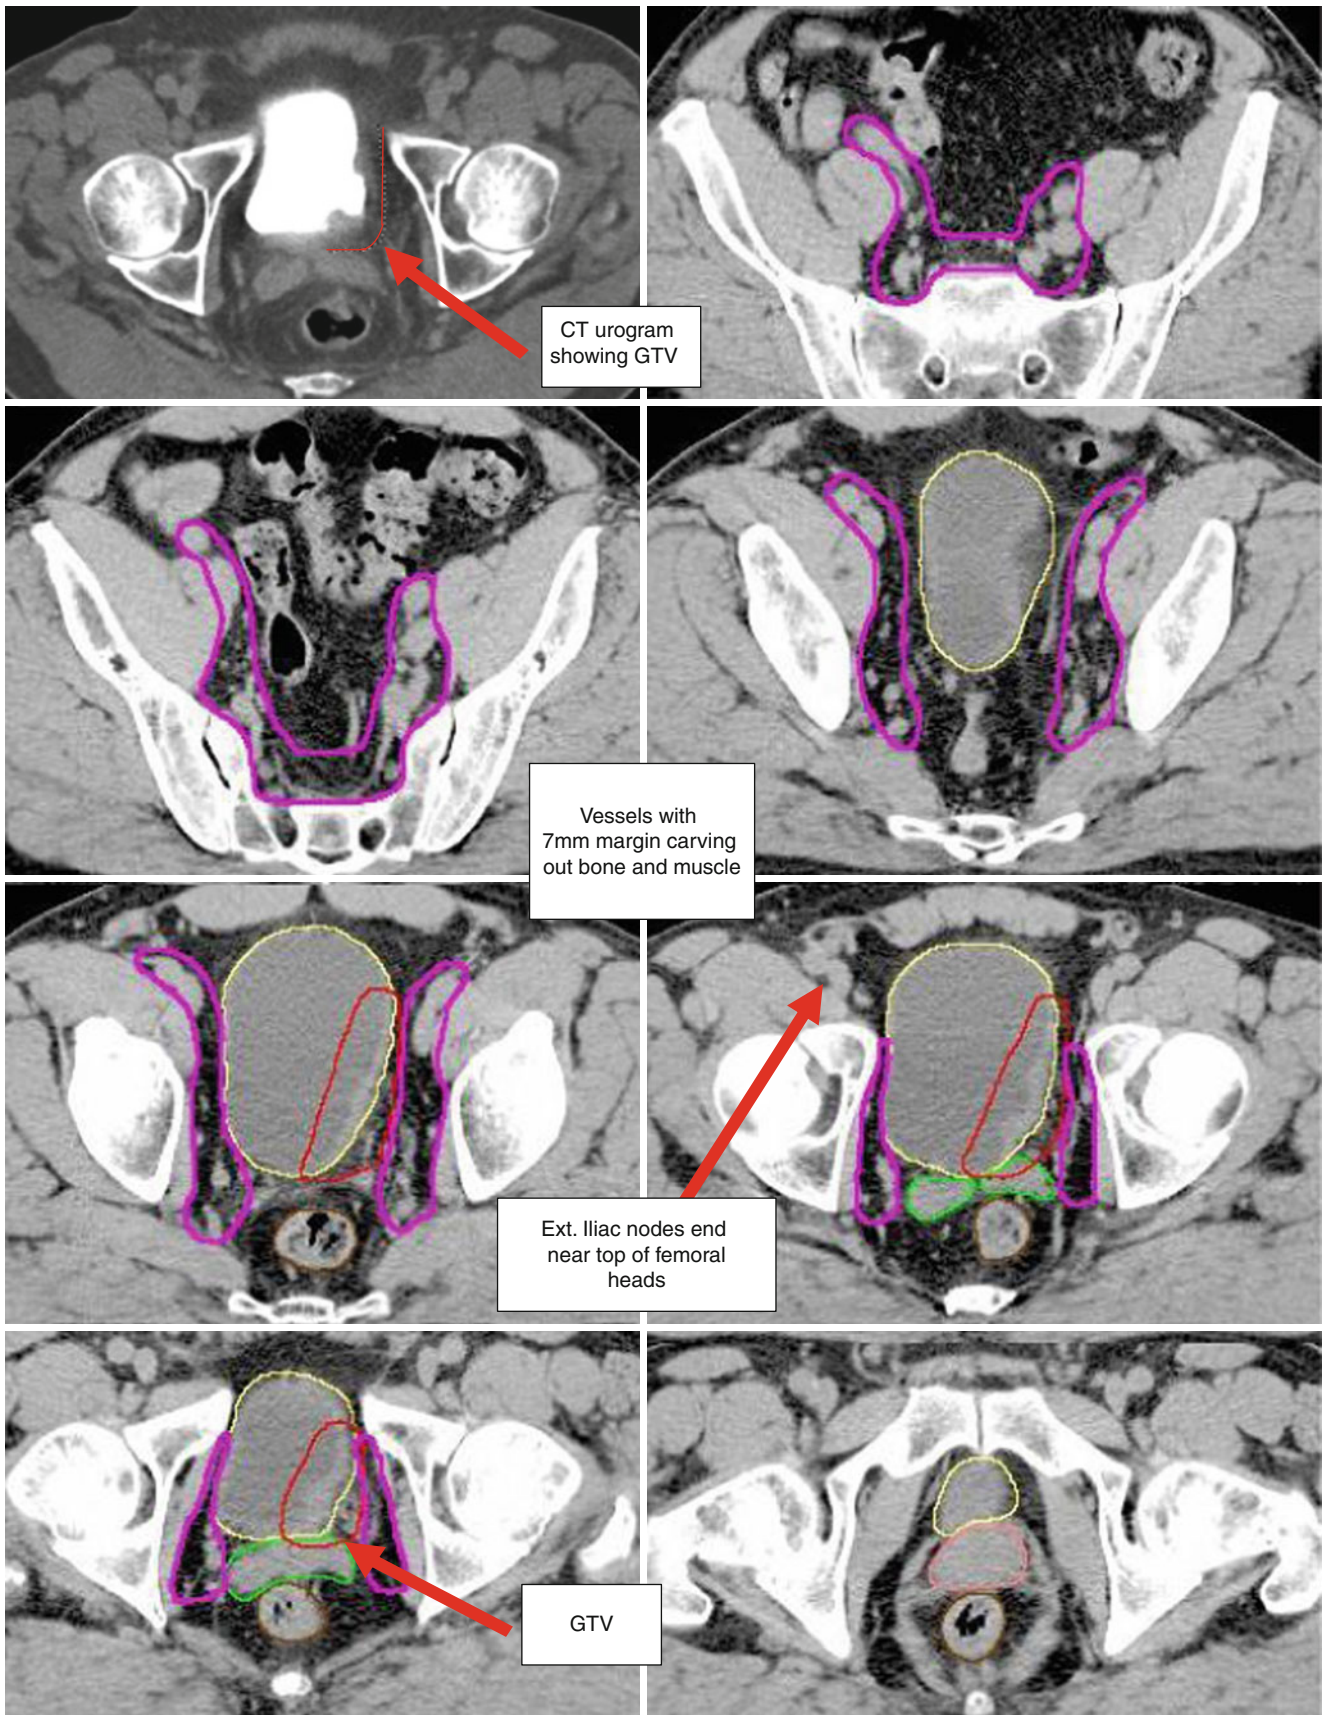 CT urogram
showing GTV
Vessels with
7mm margin carving
out bone and muscle
Ext. Iliac nodes end
near top of femoral
heads
GTV